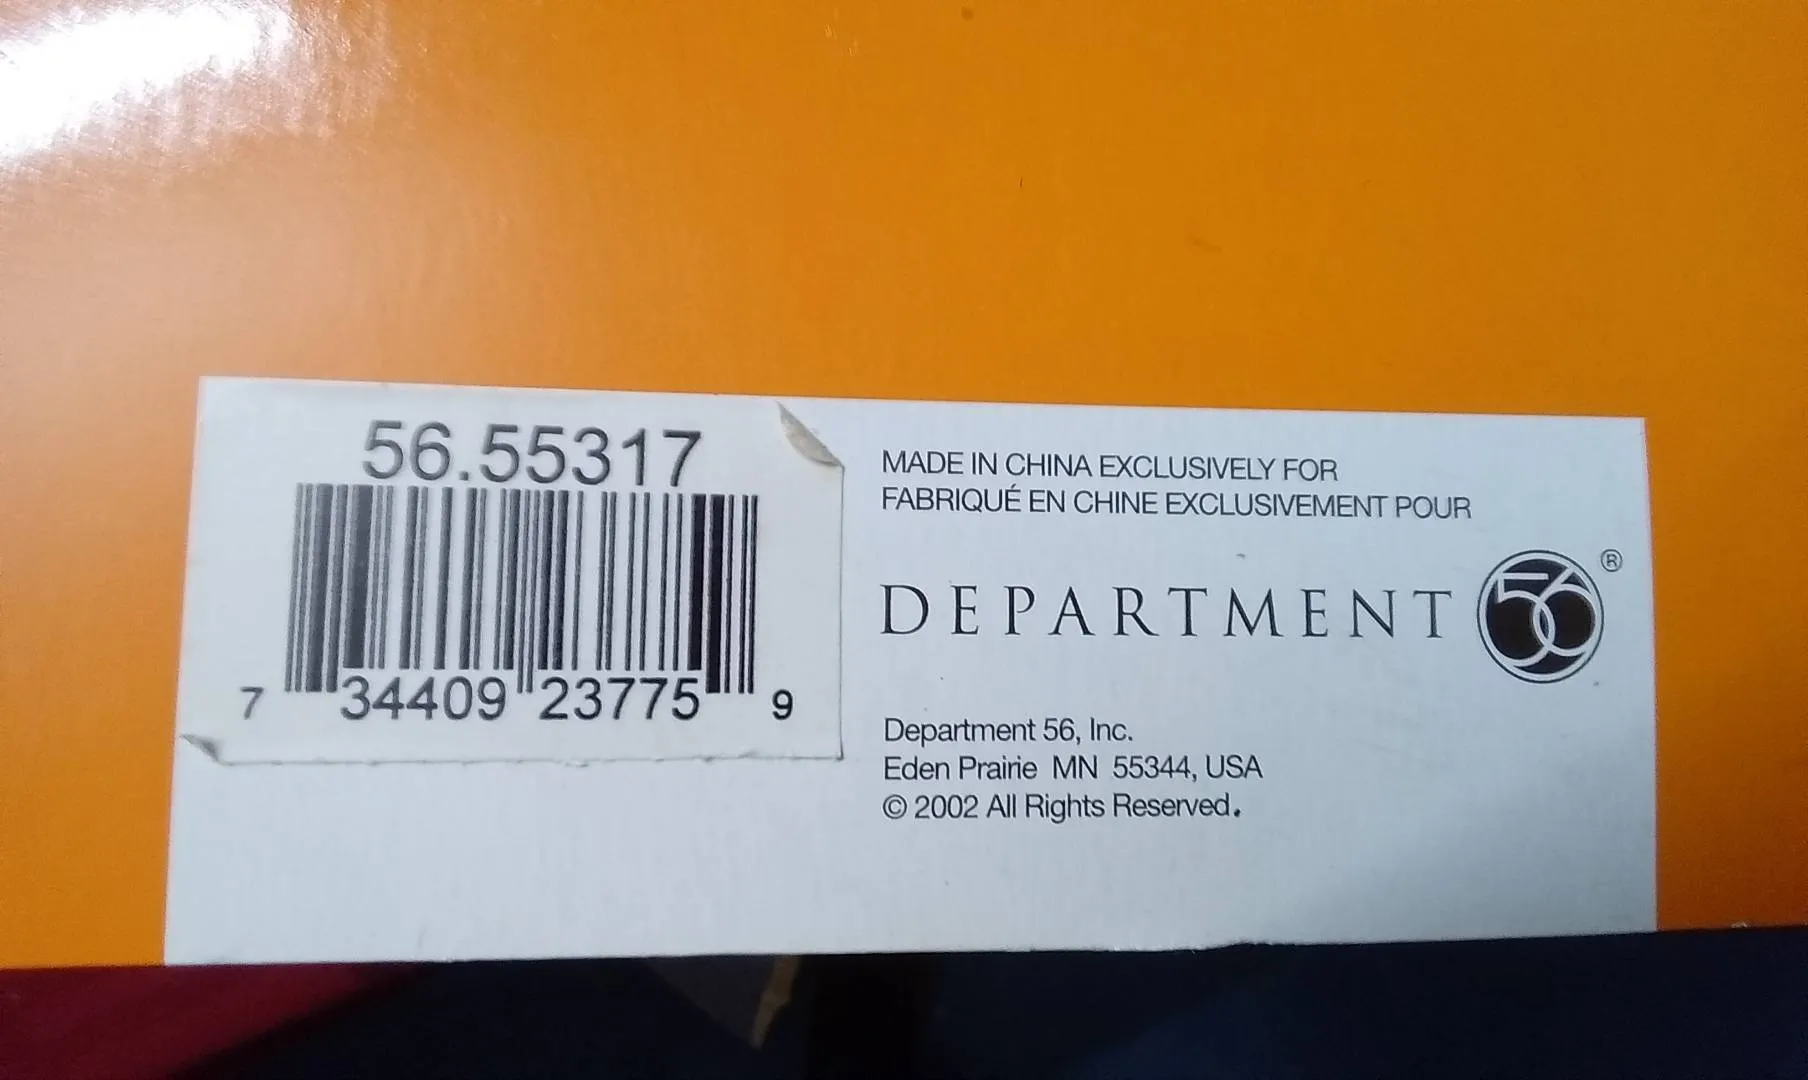 56.55317
7 34409 23775 9
MADE IN CHINA EXCLUSIVELY FOR
FABRIQUÉ EN CHINE EXCLUSIVEMENT POUR
DEPARTMENT 56 ®
Department 56, Inc.
Eden Prairie MN 55344, USA
© 2002 All Rights Reserved.